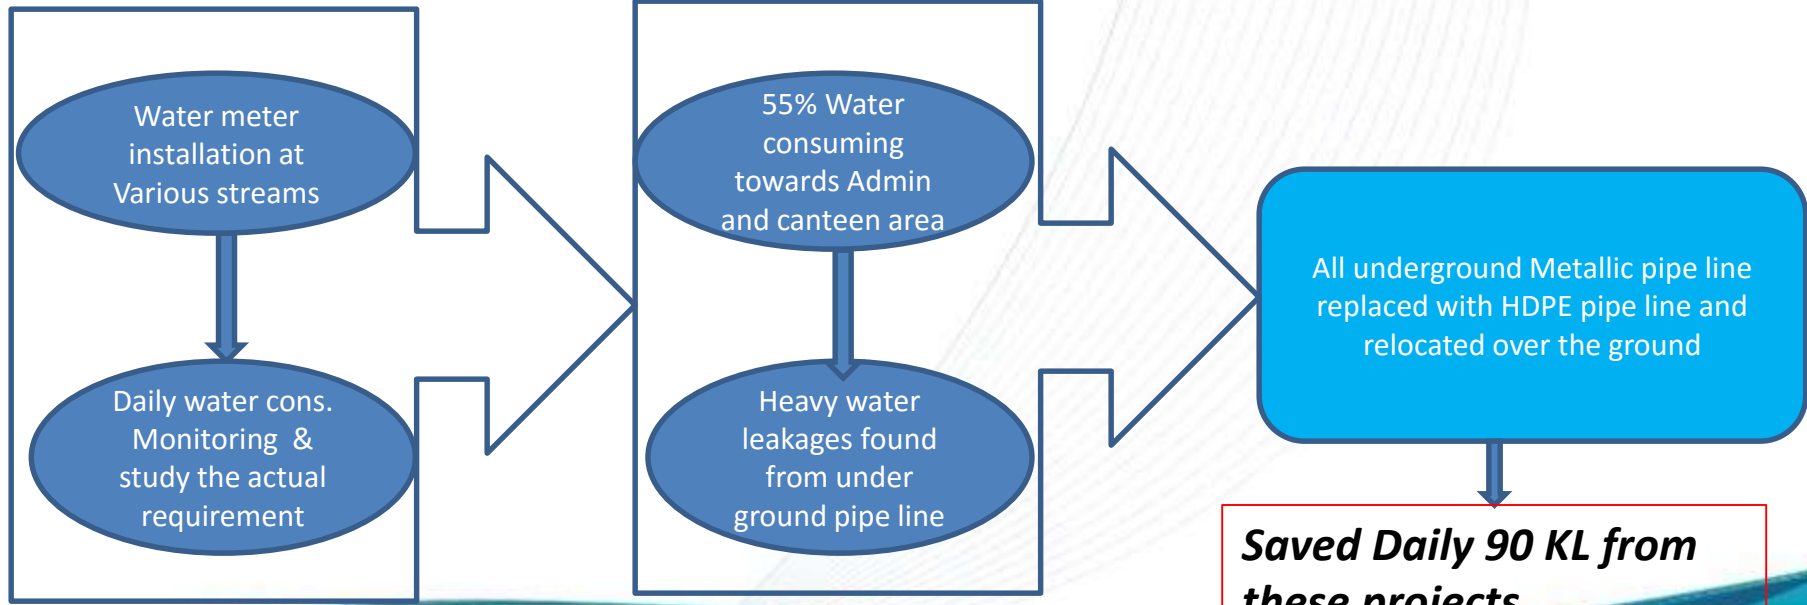 Water meter
installation at
Various streams
Daily water cons.
Monitoring &
study the actual
requirement
55% Water
consuming
towards Admin
and canteen area
Heavy water
leakages found
from under
ground pipe line
All underground Metallic pipe line
replaced with HDPE pipe line and
relocated over the ground
Saved Daily 90 KL from
these projects